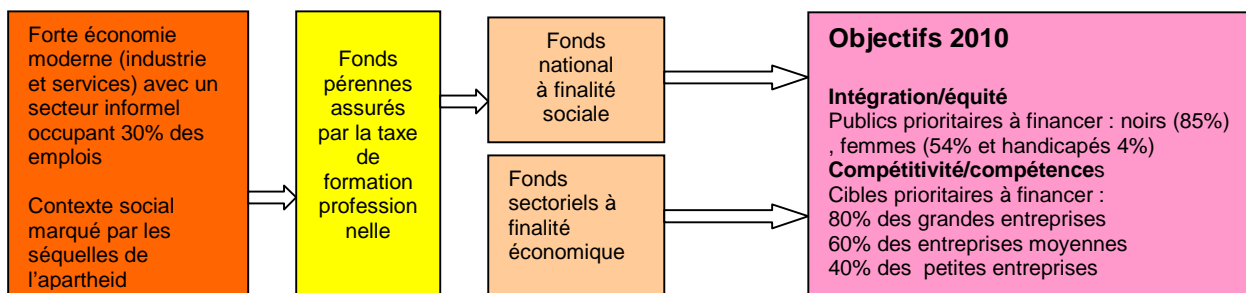 Forte économie
moderne (industrie
et services) avec un
secteur informel
occupant 30% des
emplois
Contexte social
marqué par les
séquelles de
l'apartheid
Fonds
pérennes
assurés
par la taxe
de
formation
profession
nelle
Fonds
national
à finalité
sociale
Fonds
sectoriels à
finalité
économique
Objectifs 2010
Intégration/équité
Publics prioritaires à financer : noirs (85%)
, femmes (54% et handicapés 4%)
Compétitivité/compétences
Cibles prioritaires à financer :
80% des grandes entreprises
60% des entreprises moyennes
40% des petites entreprises